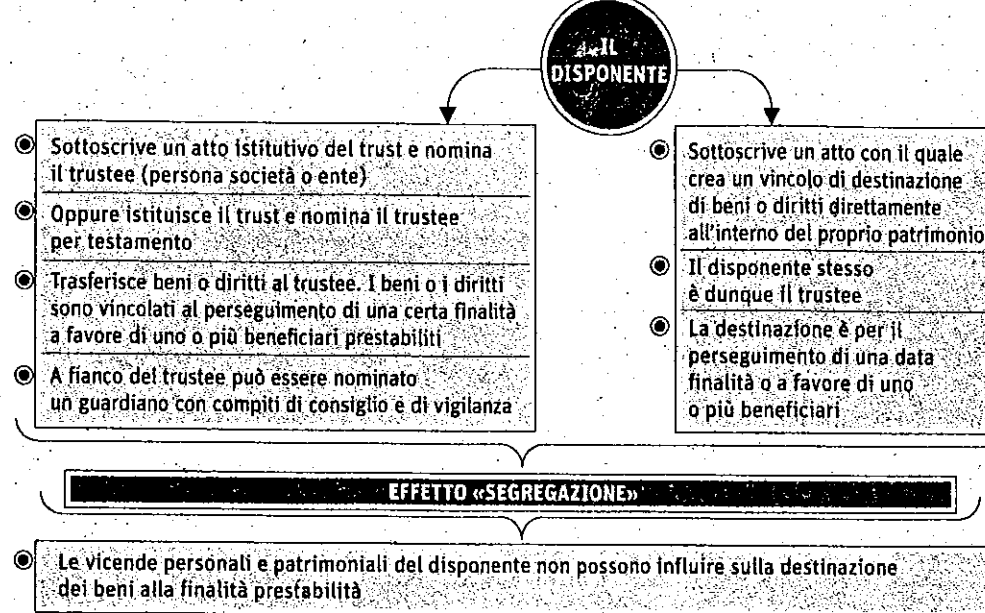 IL
DISPONENTE
Sottoscrive un atto istitutivo del trust e nomina
il trustee (persona società o ente)
Oppure istituisce il trust e nomina il trustee
per testamento
Trasferisce beni o diritti al trustee. I beni o i diritti
sono vincolati al perseguimento di una certa finalità
a favore di uno o più beneficiari prestabiliti
A fianco del trustee può essere nominato
un guardiano con compiti di consiglio e di vigilanza
Sottoscrive un atto con il quale
crea un vincolo di destinazione
di beni o diritti direttamente
all'interno del proprio patrimonio
Il disponente stesso
è dunque il trustee
La destinazione è per il
perseguimento di una data
finalità o a favore di uno
o più beneficiari
EFFETTO «SEGREGAZIONE»
Le vicende personali e patrimoniali del disponente non possono influire sulla destinazione
dei beni alla finalità prestabilità